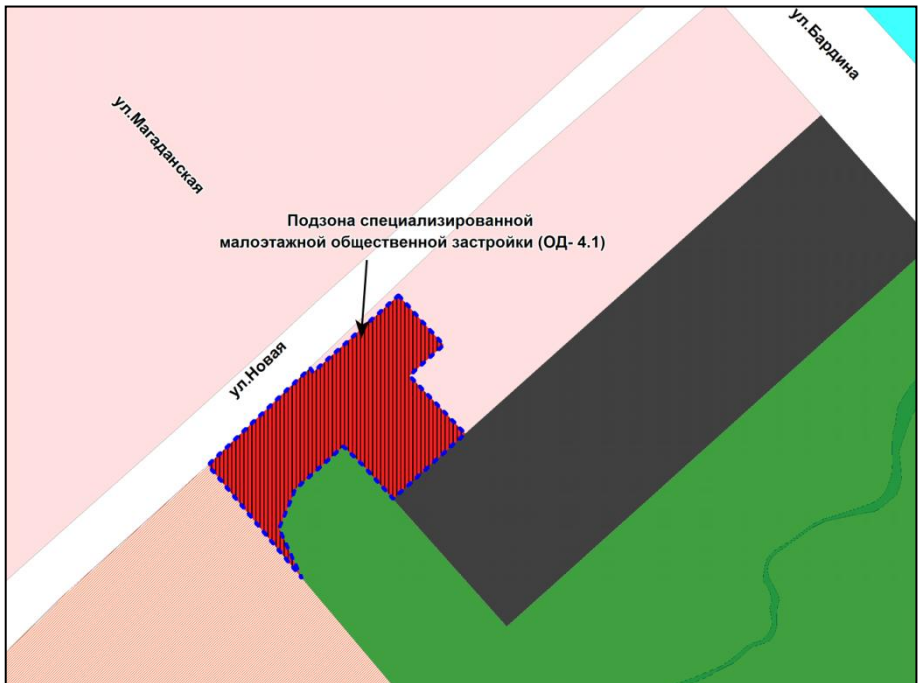 ул.Бардина
ул.Магаданская
Подзона специализированной
малоэтажной общественной застройки (ОД- 4.1)
ул.Новая